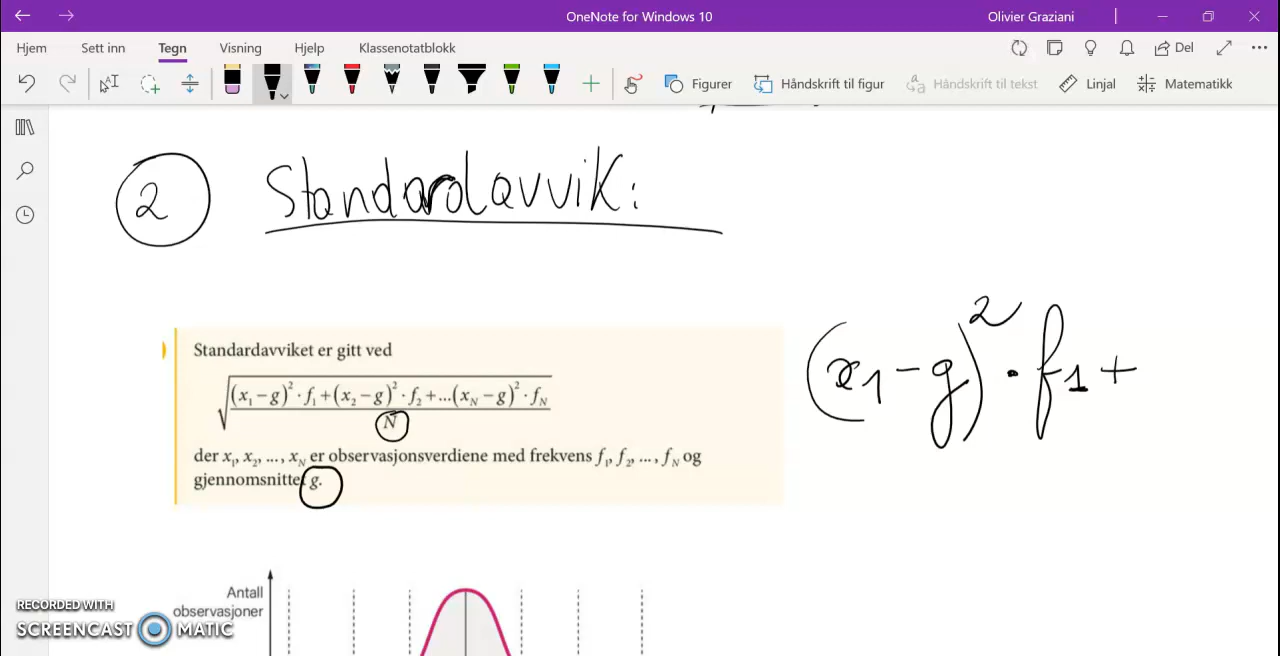 OneNote for Windows 10
Olivier Graziani
Hjem Sett inn Tegn Visning Hjelp Klassenotatblokk
Del
Figurer Håndskrift til figur Håndskrift til tekst Linjal Matematikk
2 Standardavvik:
Standardavviket er gitt ved
√((x₁−g)²·f₁+(x₂−g)²·f₂+...(x_N−g)²·f_N
N
der x₁, x₂, ..., x_N er observasjonsverdiene med frekvens f₁, f₂, ..., f_N og
gjennomsnittet g.
(x1−g)²·f1+
Antall
observasjoner
RECORDED WITH
SCREENCAST MATIC